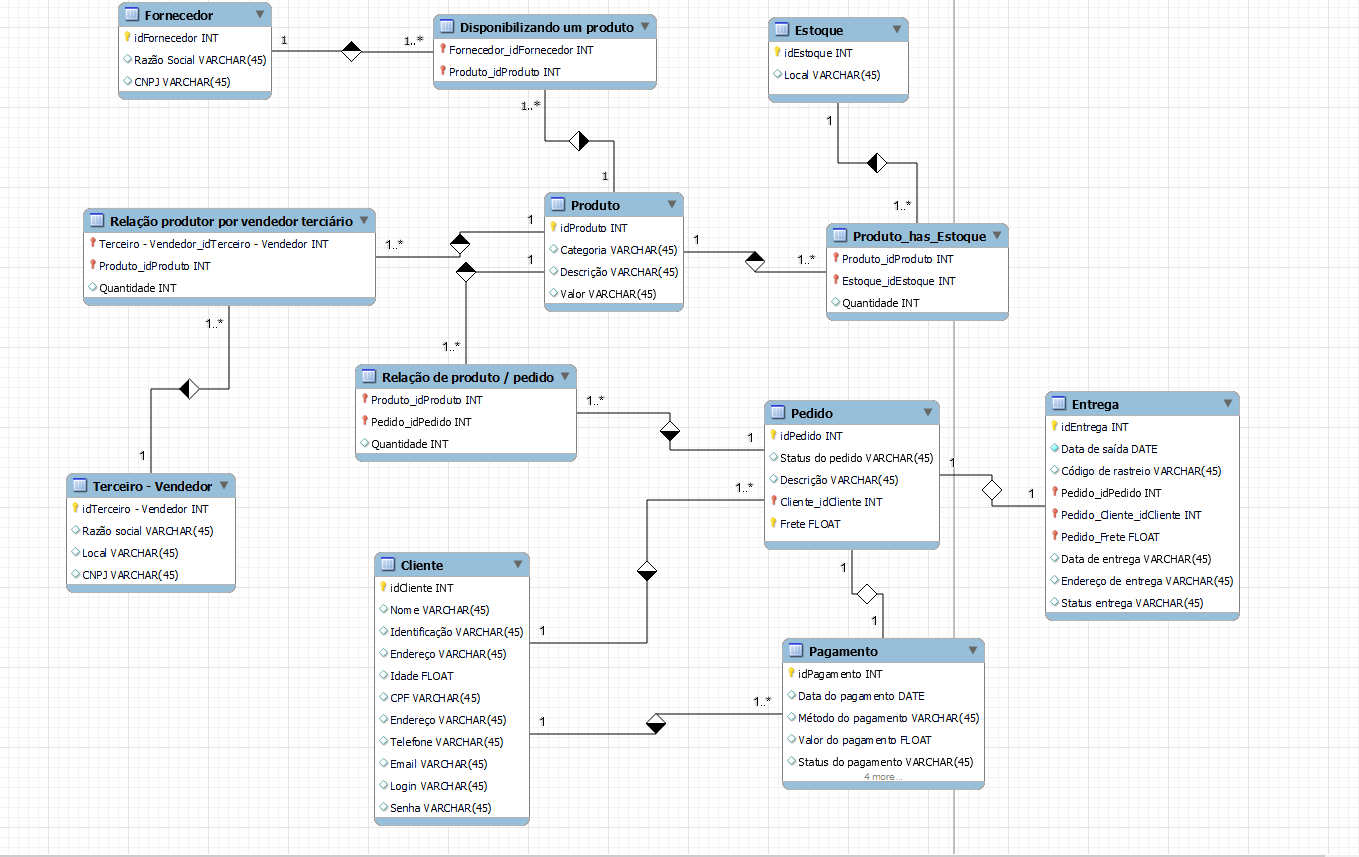 Fornecedor
idFornecedor INT
Razão Social VARCHAR(45)
CNPJ VARCHAR(45)
1
1..*
Disponibilizando um produto
Fornecedor_idFornecedor INT
Produto_idProduto INT
1..*
1
Estoque
idEstoque INT
Local VARCHAR(45)
1
1..*
Relação produtor por vendedor terciário
Terceiro - Vendedor_idTerceiro - Vendedor INT
Produto_idProduto INT
Quantidade INT
1..*
1
1..*
1
Produto
idProduto INT
Categoria VARCHAR(45)
Descrição VARCHAR(45)
Valor VARCHAR(45)
1
1..*
Produto_has_Estoque
Produto_idProduto INT
Estoque_idEstoque INT
Quantidade INT
1
1..*
Relação de produto / pedido
Produto_idProduto INT
Pedido_idPedido INT
Quantidade INT
1..*
1
Terceiro - Vendedor
idTerceiro - Vendedor INT
Razão social VARCHAR(45)
Local VARCHAR(45)
CNPJ VARCHAR(45)
Pedido
idPedido INT
Status do pedido VARCHAR(45)
Descrição VARCHAR(45)
Cliente_idCliente INT
Frete FLOAT
1
1
Entrega
idEntrega INT
Data de saída DATE
Código de rastreio VARCHAR(45)
Pedido_idPedido INT
Pedido_Cliente_idCliente INT
Pedido_Frete FLOAT
Data de entrega VARCHAR(45)
Endereço de entrega VARCHAR(45)
Status entrega VARCHAR(45)
1..*
1
Cliente
idCliente INT
Nome VARCHAR(45)
Identificação VARCHAR(45)
Endereço VARCHAR(45)
Idade FLOAT
CPF VARCHAR(45)
Endereço VARCHAR(45)
Telefone VARCHAR(45)
Email VARCHAR(45)
Login VARCHAR(45)
Senha VARCHAR(45)
1
1..*
1
1
Pagamento
idPagamento INT
Data do pagamento DATE
Método do pagamento VARCHAR(45)
Valor do pagamento FLOAT
Status do pagamento VARCHAR(45)
4 more...